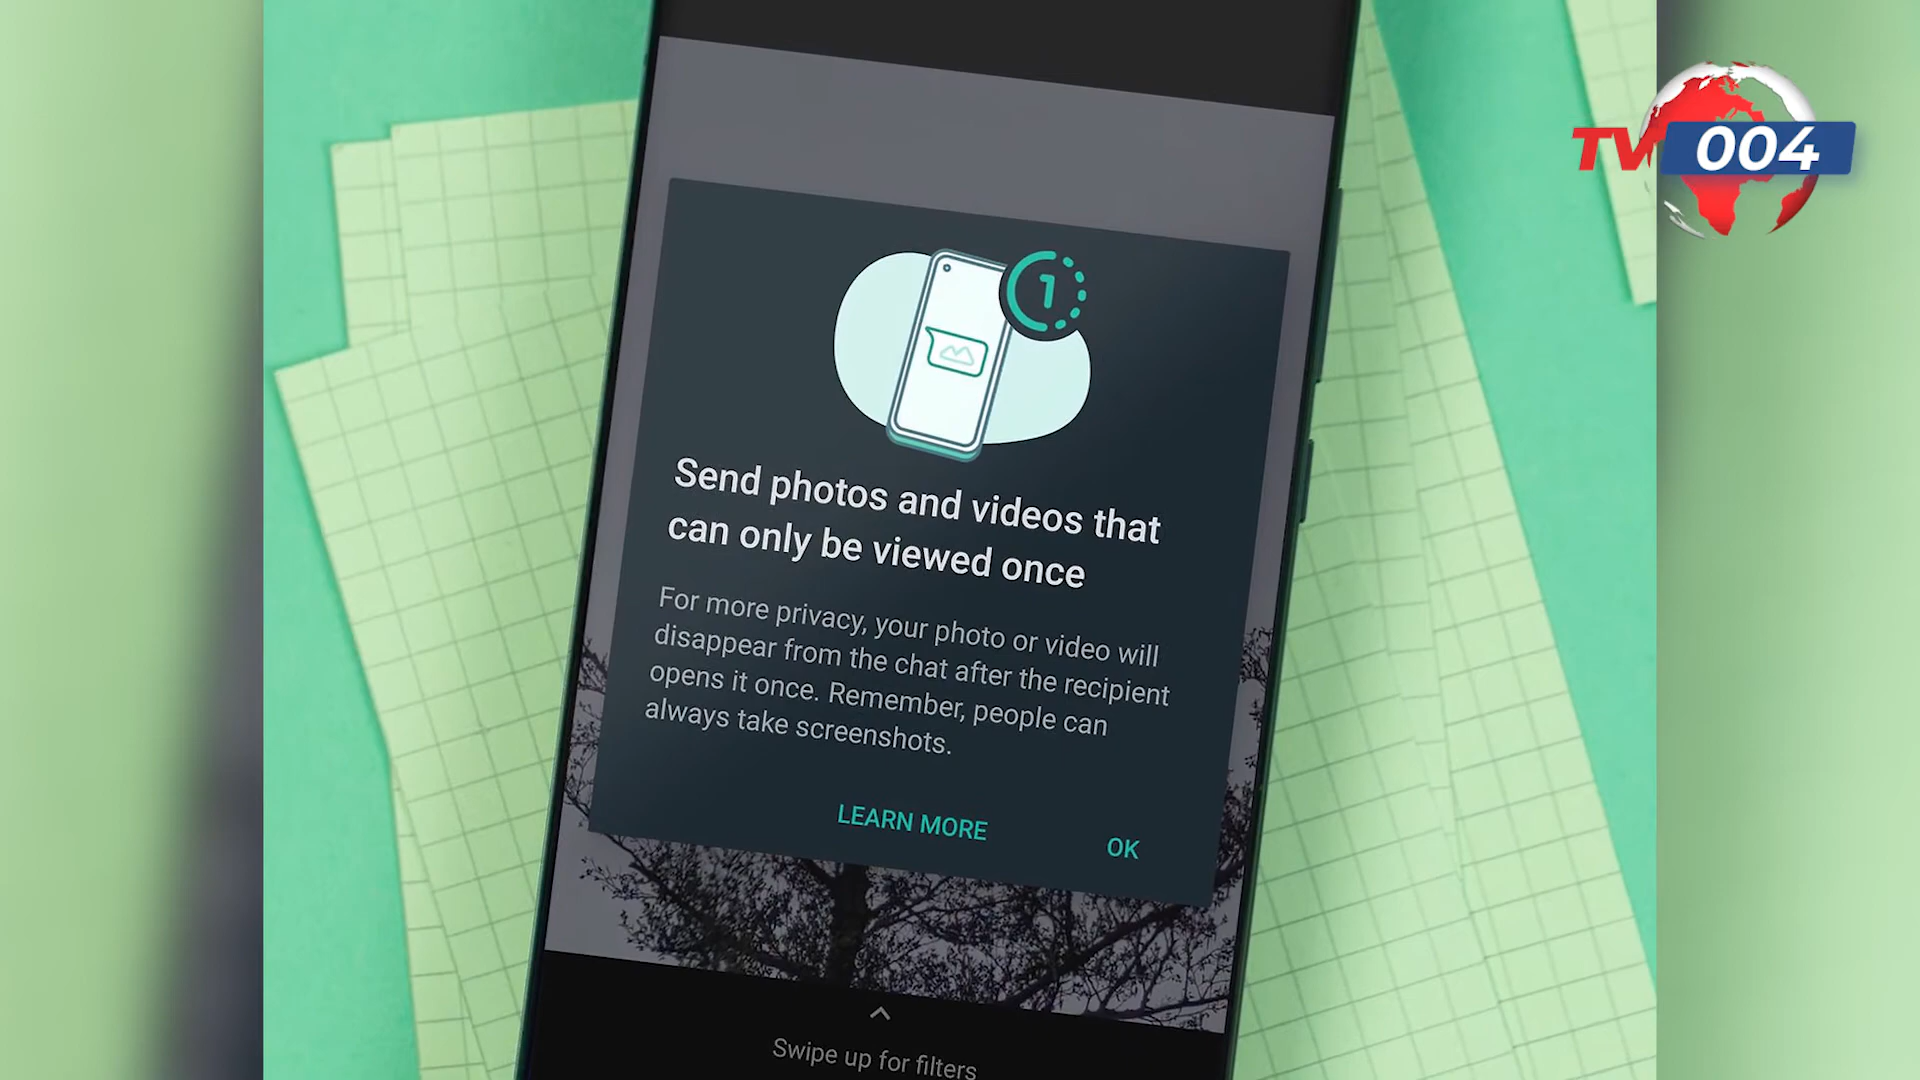 TV 004
1
Send photos and videos that
can only be viewed once
For more privacy, your photo or video will
disappear from the chat after the recipient
opens it once. Remember, people can
always take screenshots.
LEARN MORE
OK
Swipe up for filters